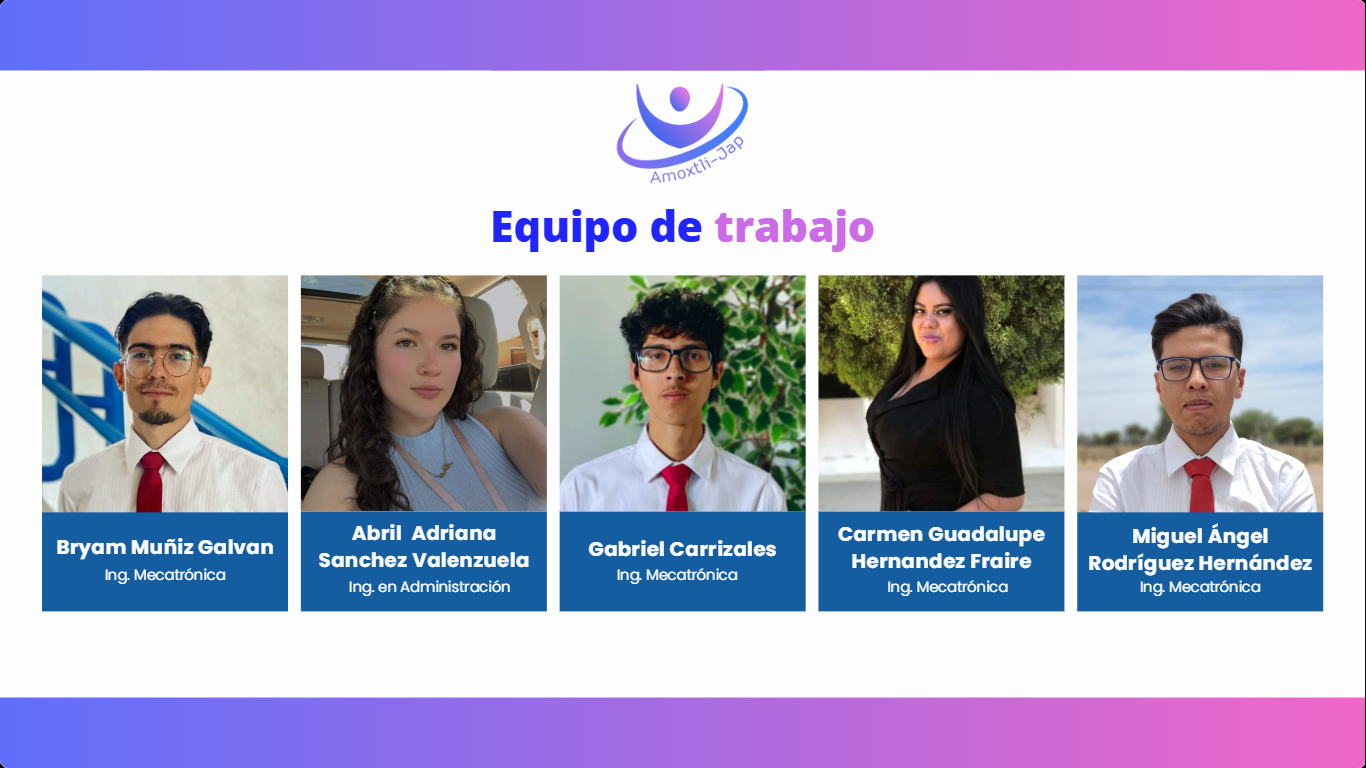 Amoxtli-Jap
Equipo de trabajo
Bryam Muñiz Galvan
Ing. Mecatrónica
Abril Adriana
Sanchez Valenzuela
Ing. en Administración
Gabriel Carrizales
Ing. Mecatrónica
Carmen Guadalupe
Hernandez Fraire
Ing. Mecatrónica
Miguel Ángel
Rodríguez Hernández
Ing. Mecatrónica